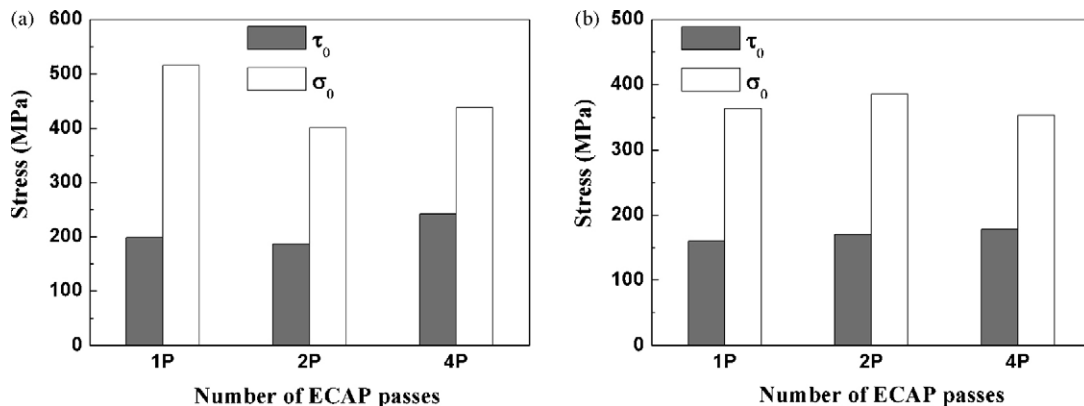 (a)
600
500
400
300
200
100
0
Stress (MPa)
τ0
σ0
1P 2P 4P
Number of ECAP passes
(b)
500
400
300
200
100
0
Stress (MPa)
τ0
σ0
1P 2P 4P
Number of ECAP passes